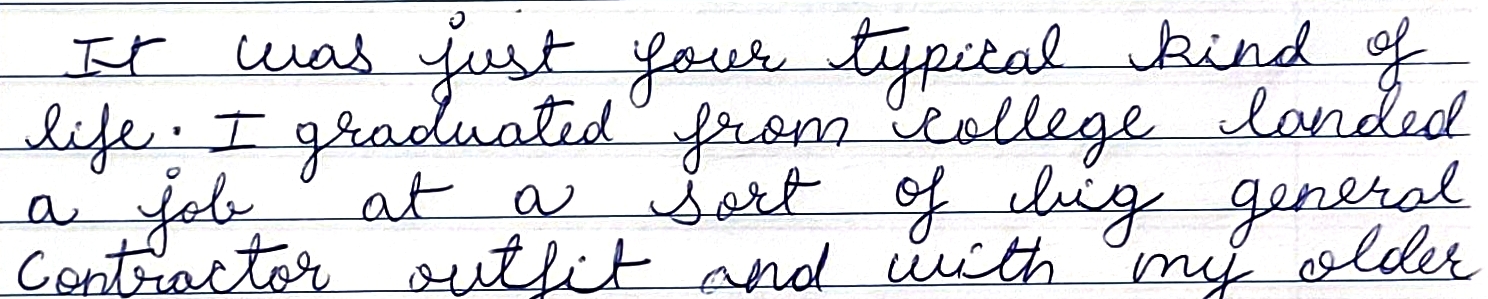 It was just your typical kind of
life. I graduated from college landed
a job at a sort of big general
contractor outfit and with my older